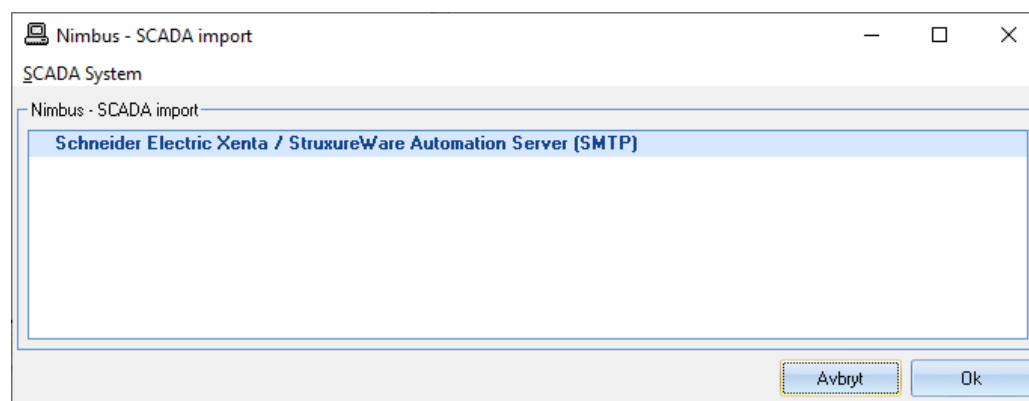 Nimbus - SCADA import
SCADA System
Nimbus - SCADA import
Schneider Electric Xenta / StruxureWare Automation Server (SMTP)
Avbryt Ok